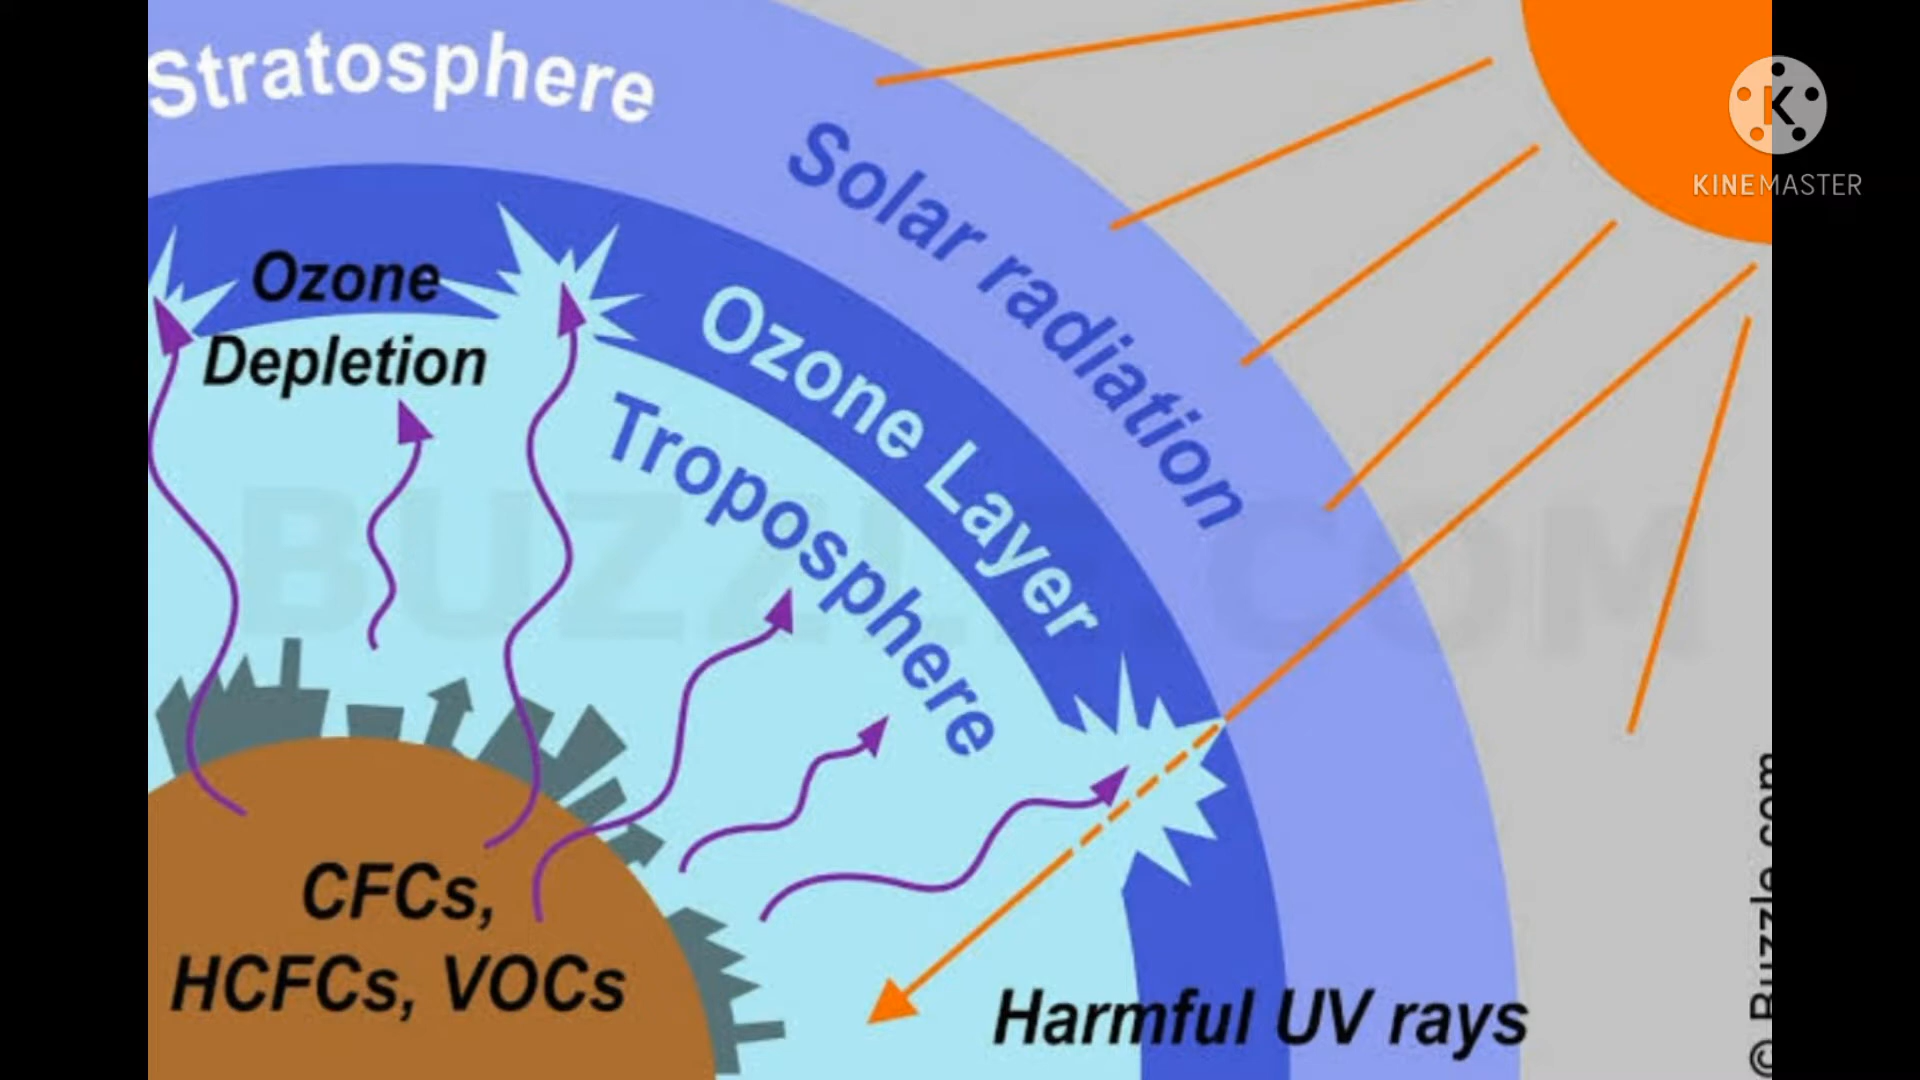 Stratosphere
Solar radiation
KINEMASTER
Ozone
Depletion
Ozone Layer
Troposphere
CFCs,
HCFCs, VOCs
Harmful UV rays
© Buzzle.com